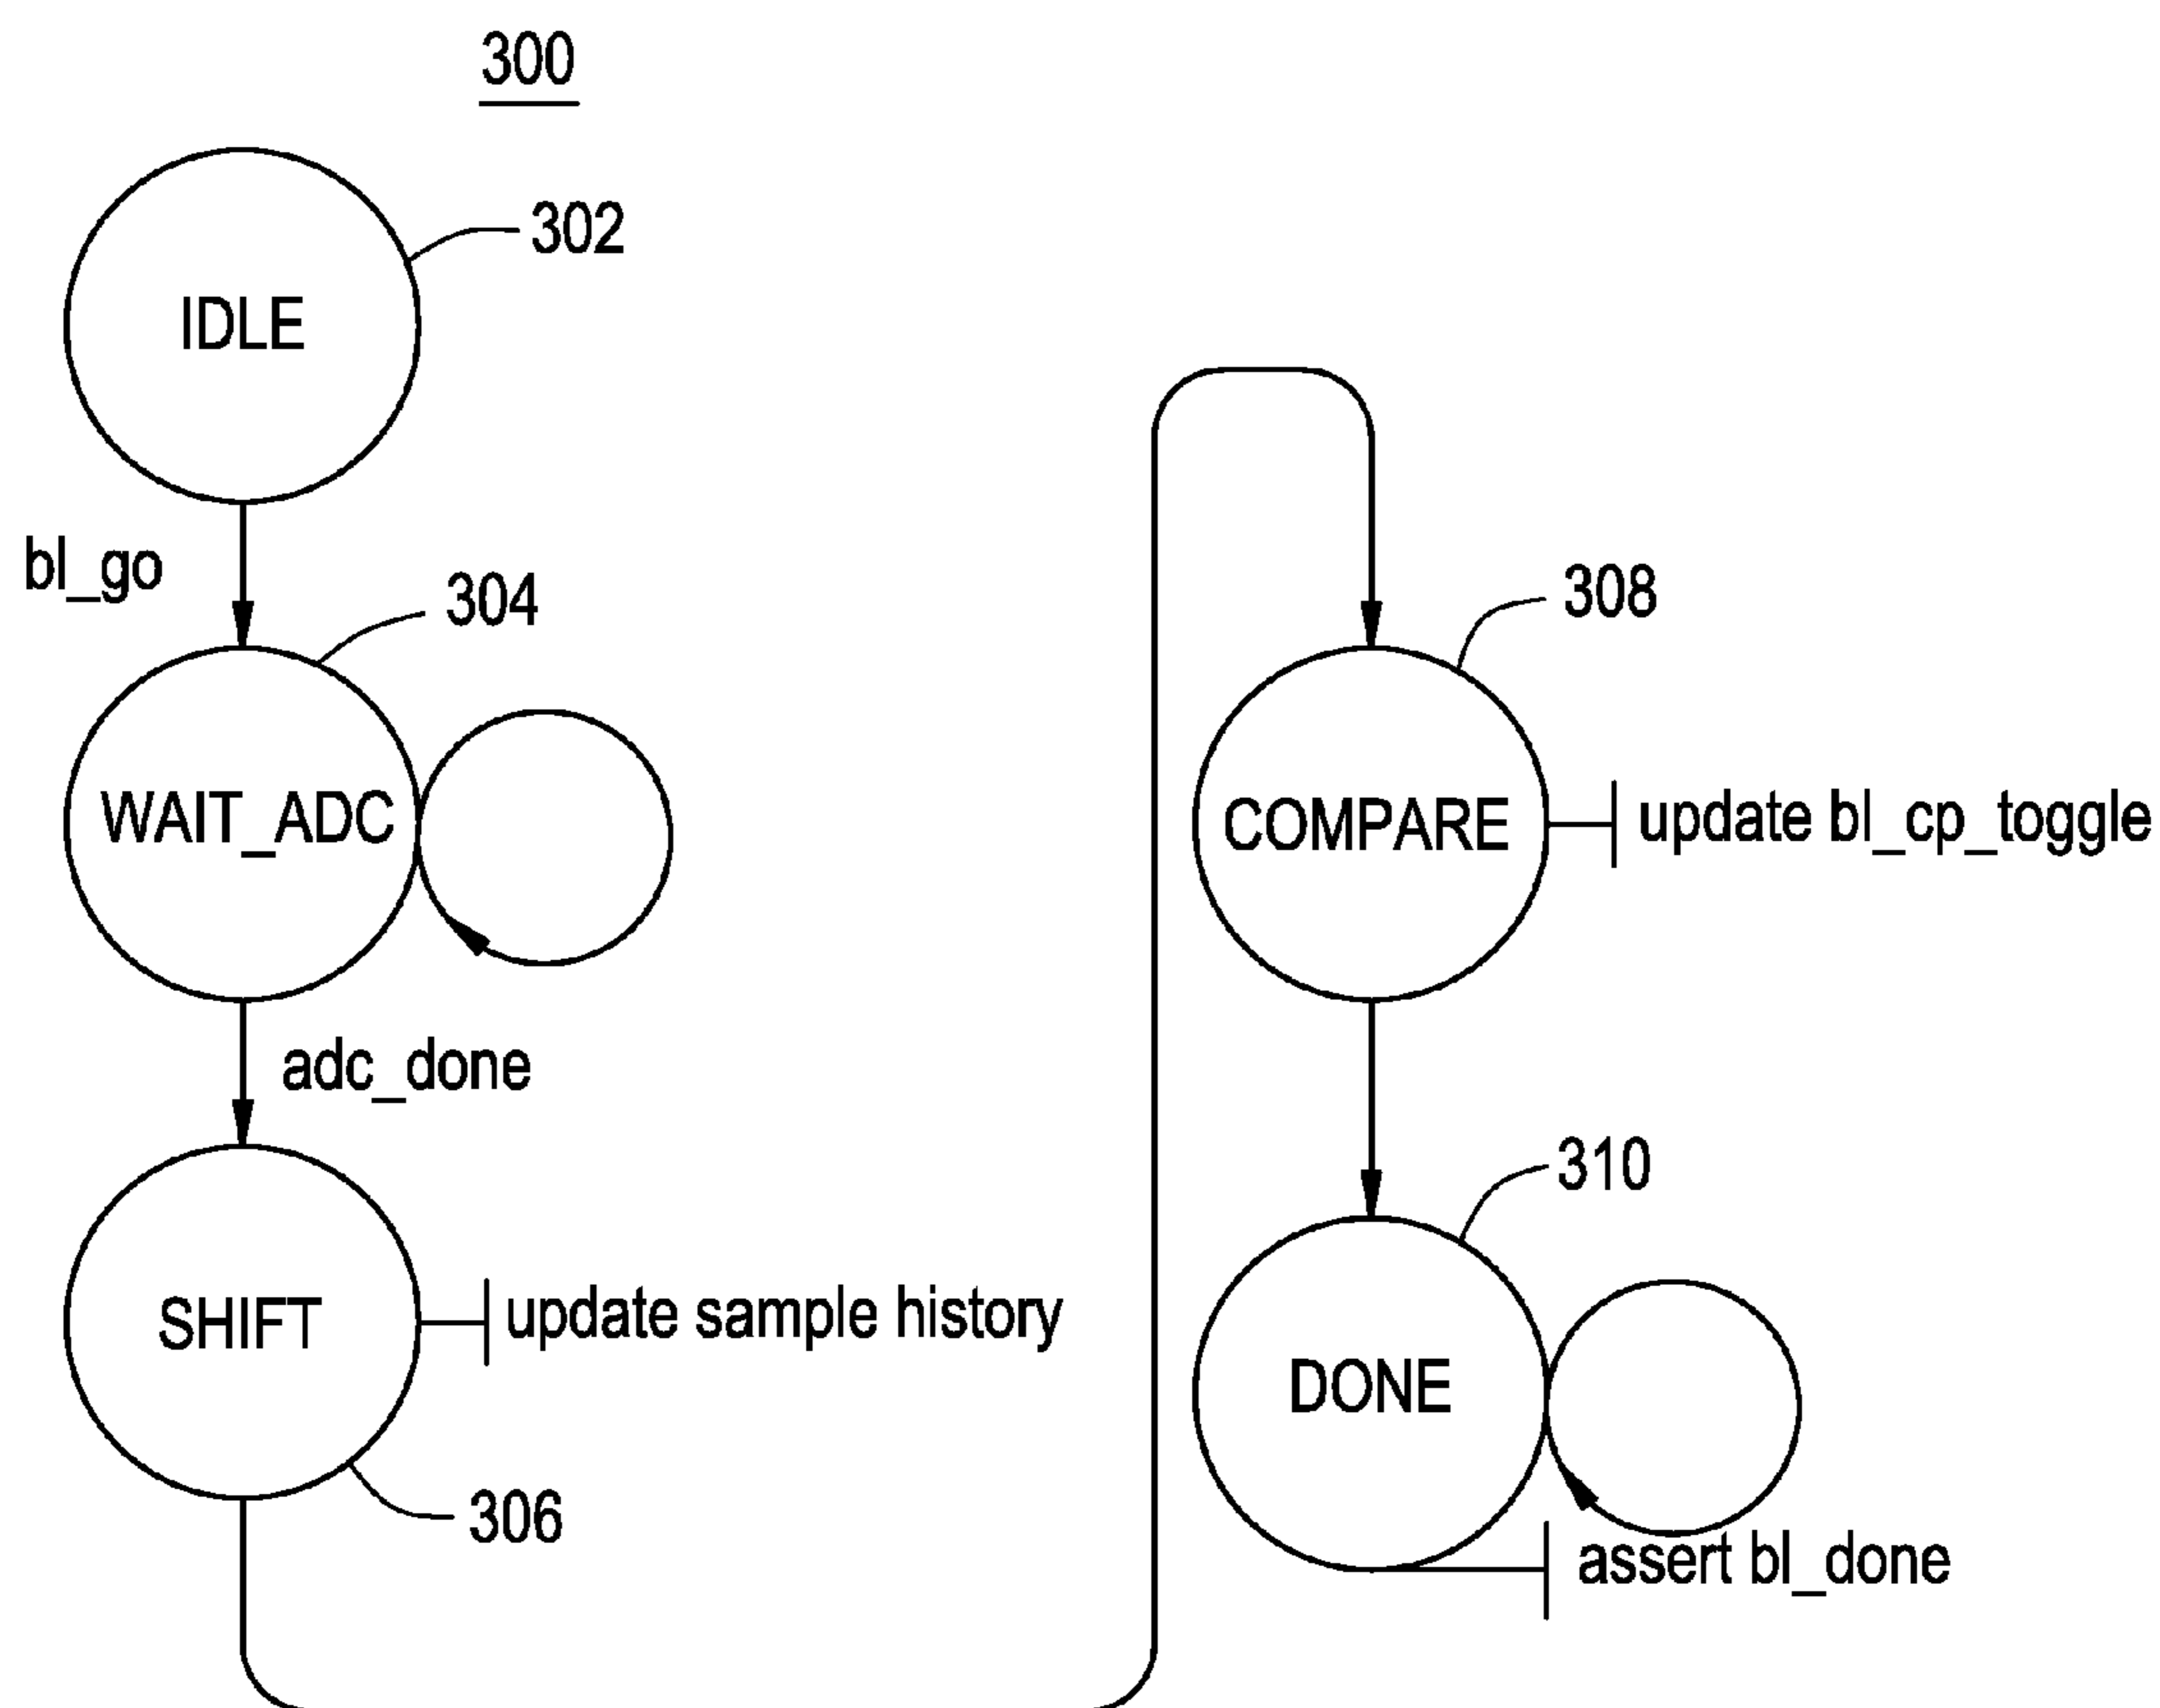 300
IDLE
302
bl_go
304
WAIT_ADC
adc_done
SHIFT
update sample history
306
308
COMPARE
update bl_cp_toggle
310
DONE
assert bl_done